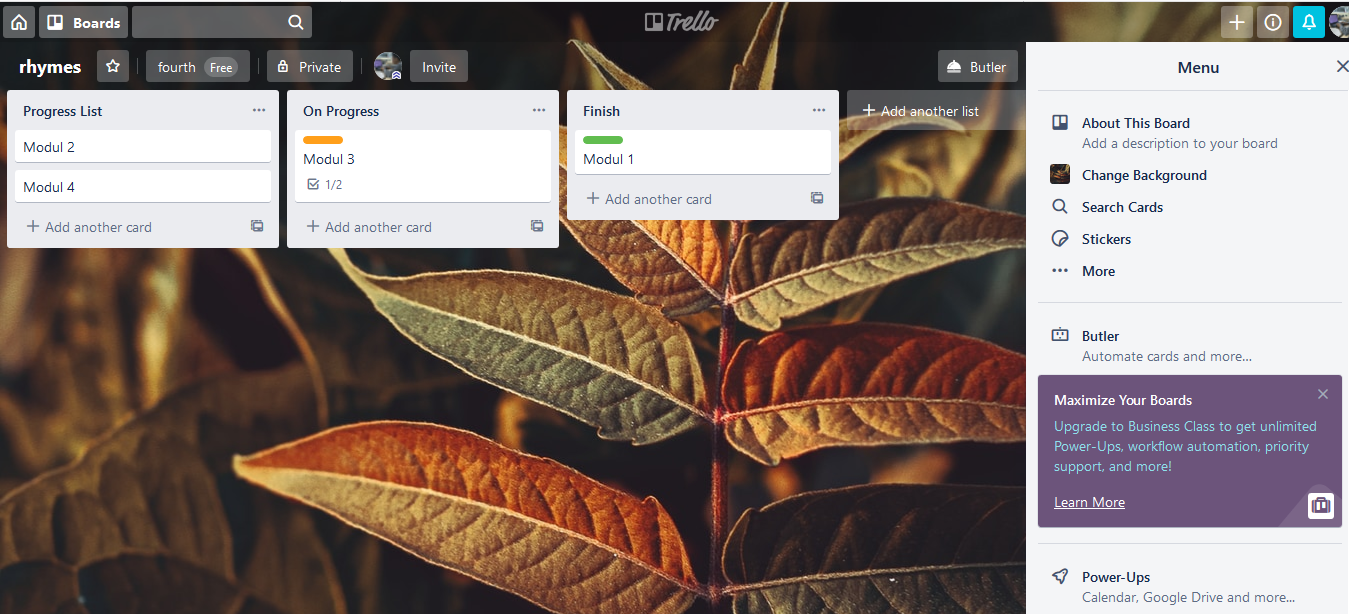 Boards
Trello
rhymes
fourth Free
Private
Invite
Butler
Progress List
Modul 2
Modul 4
Add another card
On Progress
Modul 3
1/2
Add another card
Finish
Modul 1
Add another card
Add another list
Menu
About This Board
Add a description to your board
Change Background
Search Cards
Stickers
More
Butler
Automate cards and more...
Maximize Your Boards
Upgrade to Business Class to get unlimited
Power-Ups, workflow automation, priority
support, and more!
Learn More
Power-Ups
Calendar, Google Drive and more...